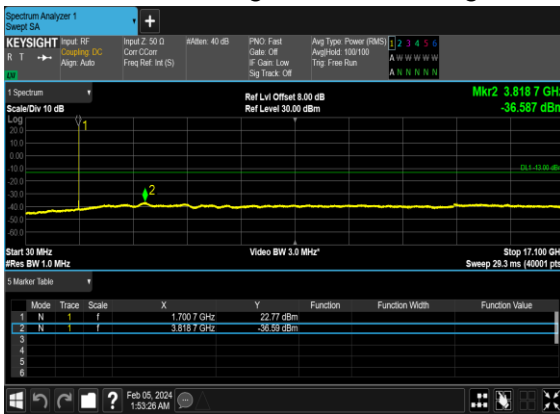 Spectrum Analyzer 1
Swept SA
KEYSIGHT Input: RF Input Z: 50 Ω #Atten: 40 dB PNO: Fast Avg Type: Power (RMS) 1 2 3 4 5 6
R T Coupling: DC Corr CCorr Gate: Off Avg|Hold: 100/100 A W W W W W
Align: Auto Freq Ref: Int (S) IF Gain: Low Trig: Free Run
LV Sig Track: Off A N N N N N
1 Spectrum Ref Lvl Offset 8.00 dB Mkr2 3.818 7 GHz
Scale/Div 10 dB Ref Level 30.00 dBm -36.587 dBm
Log
20.0
10.0
0.00
-10.0
-20.0
-30.0
-40.0
-50.0
-60.0
1
2
DL1 -13.00 dBm
Start 30 MHz Video BW 3.0 MHz* Stop 17.100 GHz
#Res BW 1.0 MHz Sweep 29.3 ms (40001 pts)
5 Marker Table
Mode Trace Scale X Y Function Function Width Function Value
1 N 1 f 1.700 7 GHz 22.77 dBm
2 N 1 f 3.818 7 GHz -36.59 dBm
3
4
5
6
? Feb 05, 2024
1:53:26 AM